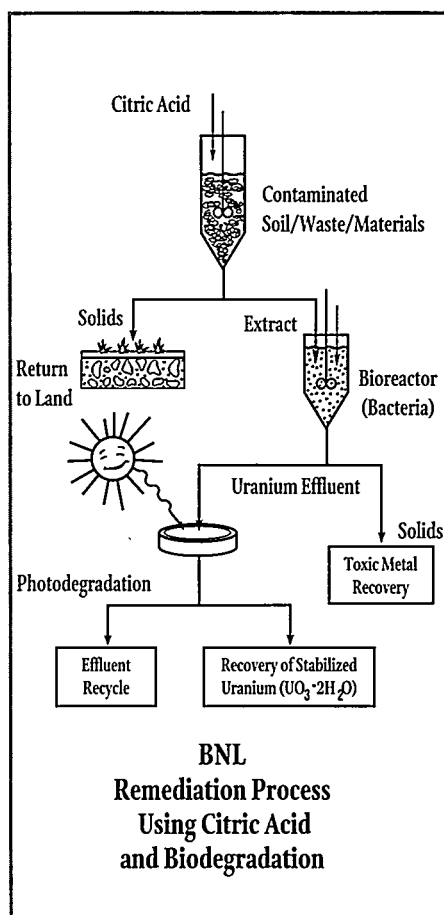 Citric Acid
Contaminated
Soil/Waste/Materials
Solids
Extract
Return
to Land
Bioreactor
(Bacteria)
Uranium Effluent
Solids
Toxic Metal
Recovery
Photodegradation
Effluent
Recycle
Recovery of Stabilized
Uranium (UO₃·2H₂O)
BNL
Remediation Process
Using Citric Acid
and Biodegradation